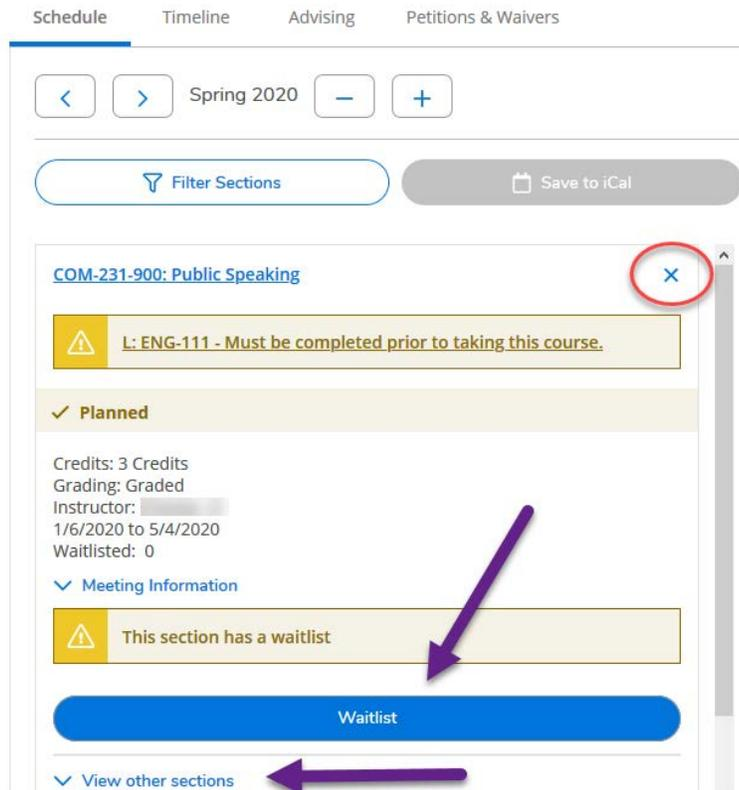 Schedule Timeline Advising Petitions & Waivers
Spring 2020
Filter Sections Save to iCal
COM-231-900: Public Speaking
L: ENG-111 - Must be completed prior to taking this course.
Planned
Credits: 3 Credits
Grading: Graded
Instructor:
1/6/2020 to 5/4/2020
Waitlisted: 0
Meeting Information
This section has a waitlist
Waitlist
View other sections